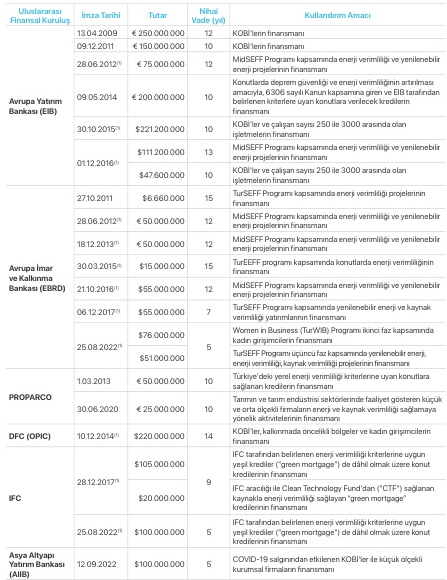 Uluslararası
Finansal Kuruluş
İmza Tarihi
Tutar
Nihai
Vade (yıl)
Kullandırım Amacı
Avrupa Yatırım
Bankası (EIB)
13.04.2009 € 250.000.000 12 KOBİ'lerin finansmanı
09.12.2011 € 150.000.000 10 KOBİ'lerin finansmanı
28.06.2012(1) € 75.000.000 12 MidSEFF Programı kapsamında enerji verimliliği ve yenilenebilir
enerji projelerinin finansmanı
09.05.2014 € 200.000.000 10 Konutlarda deprem güvenliği ve enerji verimliliğinin artırılması
amacıyla, 6306 sayılı Kanun kapsamına giren ve EIB tarafından
belirlenen kriterlere uyan konutlara verilecek kredilerin
finansmanı
30.10.2015(1) $221.200.000 10 KOBİ'ler ve çalışan sayısı 250 ile 3000 arasında olan
işletmelerin finansmanı
01.12.2016(1) $111.200.000 13 MidSEFF Programı kapsamında enerji verimliliği ve yenilenebilir
enerji projelerinin finansmanı
$47.600.000 10 KOBİ'ler ve çalışan sayısı 250 ile 3000 arasında olan
işletmelerin finansmanı
Avrupa İmar
ve Kalkınma
Bankası (EBRD)
27.10.2011 $6.660.000 15 TurSEFF Programı kapsamında enerji verimliliği projelerinin
finansmanı
28.06.2012(1) € 50.000.000 12 MidSEFF Programı kapsamında enerji verimliliği ve yenilenebilir
enerji projelerinin finansmanı
18.12.2013(1) € 50.000.000 12 MidSEFF Programı kapsamında enerji verimliliği ve yenilenebilir
enerji projelerinin finansmanı
30.03.2015(1) $15.000.000 15 TurEEFF programı kapsamında konutlarda enerji verimliliğinin
finansmanı
21.10.2016(1) $55.000.000 12 MidSEFF Programı kapsamında enerji verimliliği ve yenilenebilir
enerji projelerinin finansmanı
06.12.2017(1) $55.000.000 7 TurSEFF Programı kapsamında yenilenebilir enerji ve kaynak
verimliliği yatırımlarının finansmanı
25.08.2022(1) $76.000.000 5 Women in Business (TurWIB) Programı ikinci faz kapsamında
kadın girişimcilerin finansmanı
$51.000.000 TurSEFF Programı üçüncü faz kapsamında yenilenebilir enerji,
enerji verimliliği, kaynak verimliliği projelerinin finansmanı
PROPARCO
1.03.2013 € 50.000.000 10 Türkiye'deki yerel enerji verimliliği kriterlerine uyan konutlara
sağlanan kredilerin finansmanı
30.06.2020 € 25.000.000 10 Tarımın ve tarım endüstrisi sektörlerinde faaliyet gösteren küçük
ve orta ölçekli firmaların enerji ve kaynak verimliliği sağlamaya
yönelik aktivitelerinin finansmanı
DFC (OPIC) 10.12.2014(1) $220.000.000 14 KOBİ'ler, kalkınmada öncelikli bölgeler ve kadın girişimcilerin
finansmanı
IFC
28.12.2017(1) $105.000.000 9 IFC tarafından belirlenen enerji verimliliği kriterlerine uygun
yeşil krediler ("green mortgage") de dâhil olmak üzere konut
kredilerinin finansmanı
$20.000.000 IFC aracılığı ile Clean Technology Fund'dan ("CTF") sağlanan
kaynakla enerji verimliliği sağlayan "green mortgage"
kredilerinin finansmanı
25.08.2022(1) $100.000.000 5 IFC tarafından belirlenen enerji verimliliği kriterlerine uygun
yeşil krediler ("green mortgage") de dâhil olmak üzere konut
kredilerinin finansmanı
Asya Altyapı
Yatırım Bankası
(AIIB)
12.09.2022 $100.000.000 5 COVID-19 salgınından etkilenen KOBİ'ler ile küçük ölçekli
kurumsal firmaların finansmanı